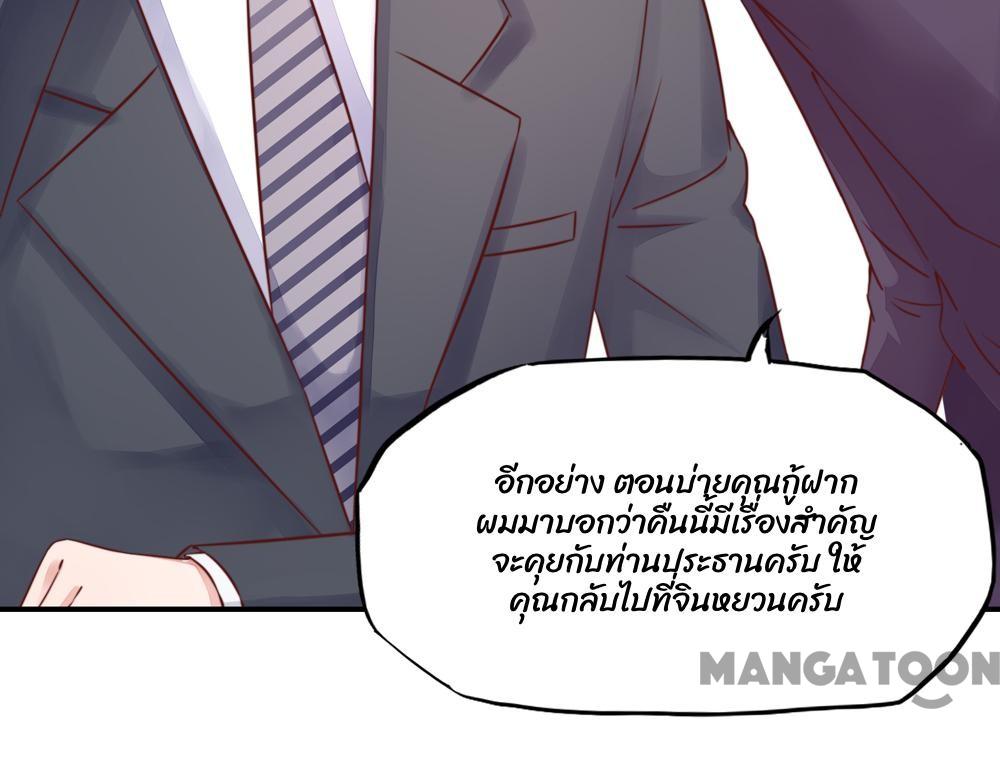 อีกอย่าง ตอนบ่ายคุณกู้ฝาก
ผมมาบอกว่าคืนนี้มีเรื่องสำคัญ
จะคุยกับท่านประธานครับ ให้
คุณกลับไปที่จินหยวนครับ
MANGATOON